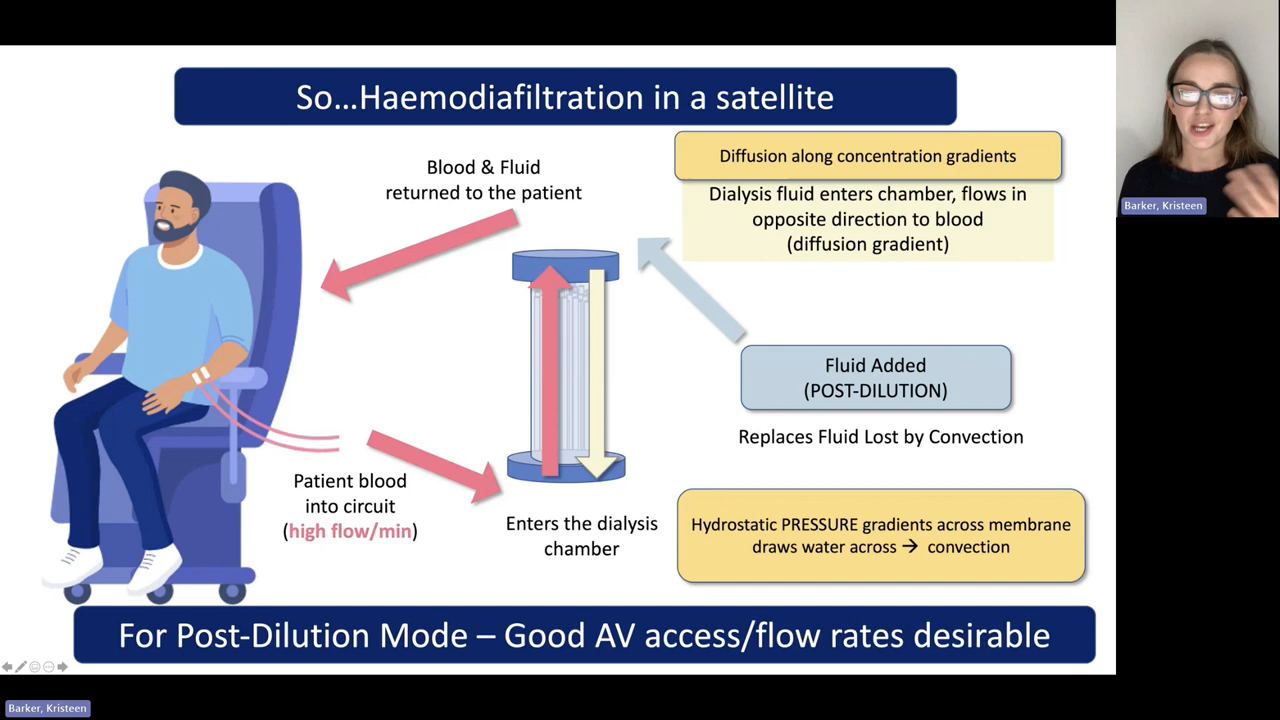 So…Haemodiafiltration in a satellite
Blood & Fluid
returned to the patient
Diffusion along concentration gradients
Dialysis fluid enters chamber, flows in
opposite direction to blood
(diffusion gradient)
Fluid Added
(POST-DILUTION)
Replaces Fluid Lost by Convection
Patient blood
into circuit
(high flow/min)
Enters the dialysis
chamber
Hydrostatic PRESSURE gradients across membrane
draws water across → convection
For Post-Dilution Mode – Good AV access/flow rates desirable
Barker, Kristeen
Barker, Kristeen